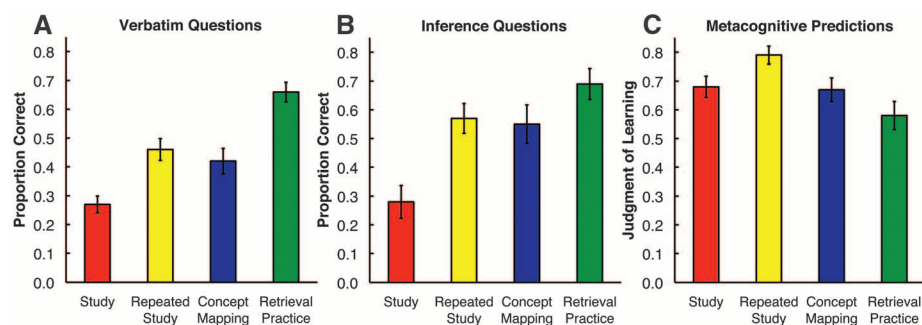 A Verbatim Questions
Proportion Correct
0.8
0.7
0.6
0.5
0.4
0.3
0.2
0.1
0.0
Study
Repeated
Study
Concept
Mapping
Retrieval
Practice
B Inference Questions
Proportion Correct
0.8
0.7
0.6
0.5
0.4
0.3
0.2
0.1
0.0
Study
Repeated
Study
Concept
Mapping
Retrieval
Practice
C Metacognitive Predictions
Judgment of Learning
0.8
0.7
0.6
0.5
0.4
0.3
0.2
0.1
0.0
Study
Repeated
Study
Concept
Mapping
Retrieval
Practice